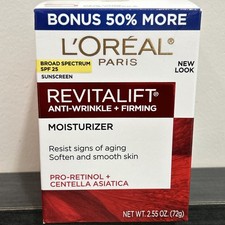 BONUS 50% MORE
L'ORÉAL
PARIS
BROAD SPECTRUM
SPF 25
SUNSCREEN
NEW
LOOK
REVITALIFT®
ANTI-WRINKLE + FIRMING
MOISTURIZER
Resist signs of aging
Soften and smooth skin
PRO-RETINOL +
CENTELLA ASIATICA
NET WT. 2.55 OZ. (72g)